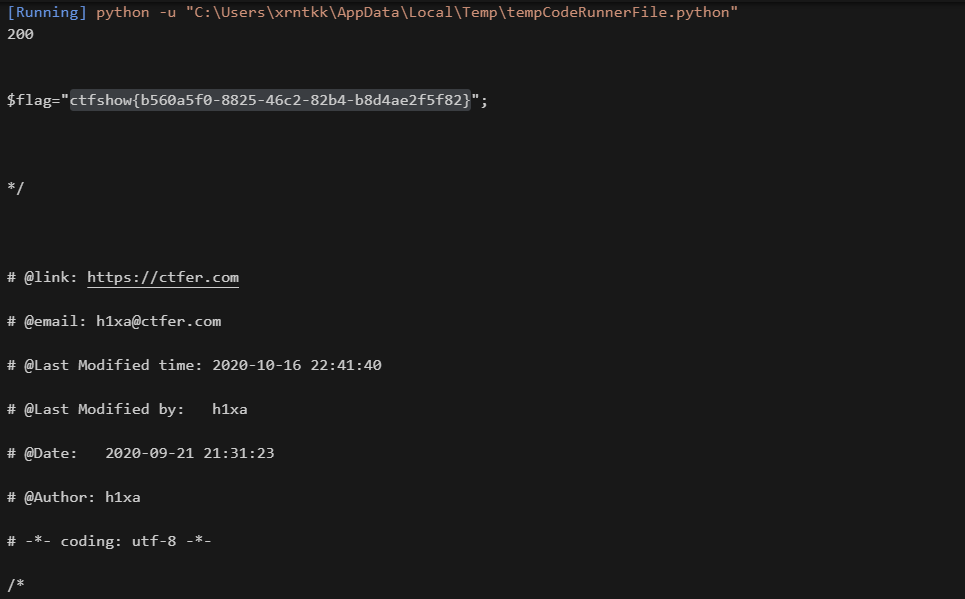 [Running] python -u "C:\Users\xrntkk\AppData\Local\Temp\tempCodeRunnerFile.python"
200
$flag="ctfshow{b560a5f0-8825-46c2-82b4-b8d4ae2f5f82}";
*/
# @link: https://ctfer.com
# @email: h1xa@ctfer.com
# @Last Modified time: 2020-10-16 22:41:40
# @Last Modified by:   h1xa
# @Date:   2020-09-21 21:31:23
# @Author: h1xa
# -*- coding: utf-8 -*-
/*